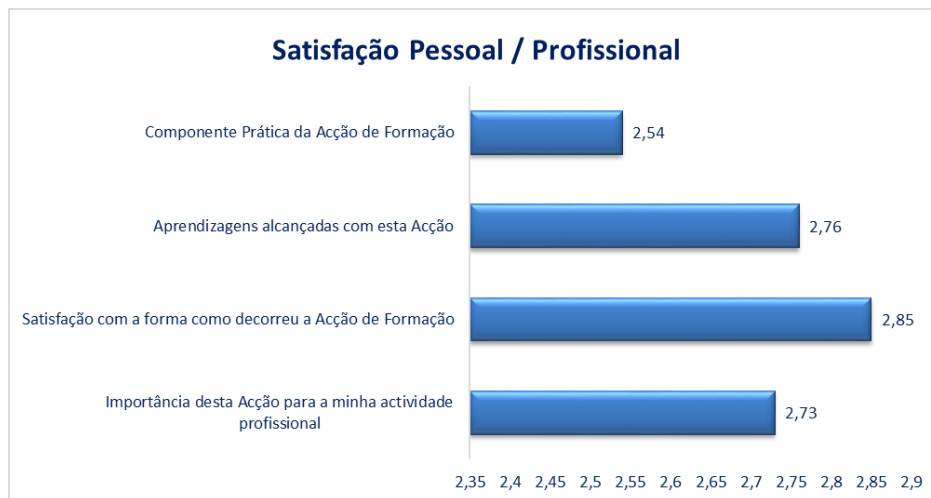 Satisfação Pessoal / Profissional
Componente Prática da Acção de Formação
2,54
Aprendizagens alcançadas com esta Acção
2,76
Satisfação com a forma como decorreu a Acção de Formação
2,85
Importância desta Acção para a minha actividade
profissional
2,73
2,35 2,4 2,45 2,5 2,55 2,6 2,65 2,7 2,75 2,8 2,85 2,9